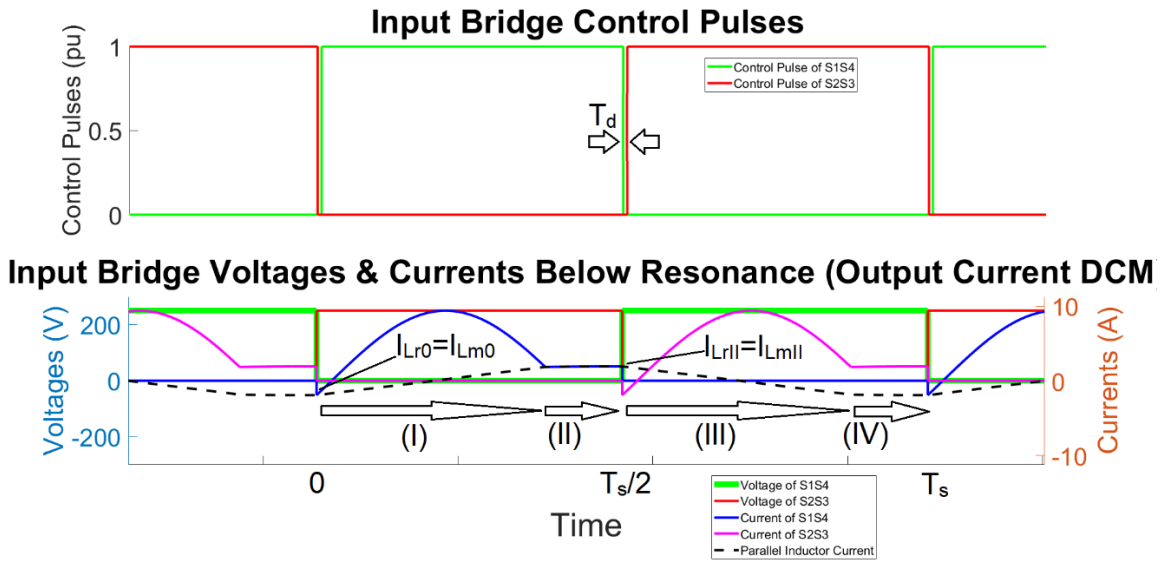 Input Bridge Control Pulses
Control Pulses (pu)
1
0.5
0
Control Pulse of S1S4
Control Pulse of S2S3
T_d
Input Bridge Voltages & Currents Below Resonance (Output Current DCM)
Voltages (V)
200
0
-200
10
0
-10
Currents (A)
I_Lr0=I_Lm0
I_LrII=I_LmII
(I)
(II)
(III)
(IV)
0
T_s/2
T_s
Time
Voltage of S1S4
Voltage of S2S3
Current of S1S4
Current of S2S3
Parallel Inductor Current